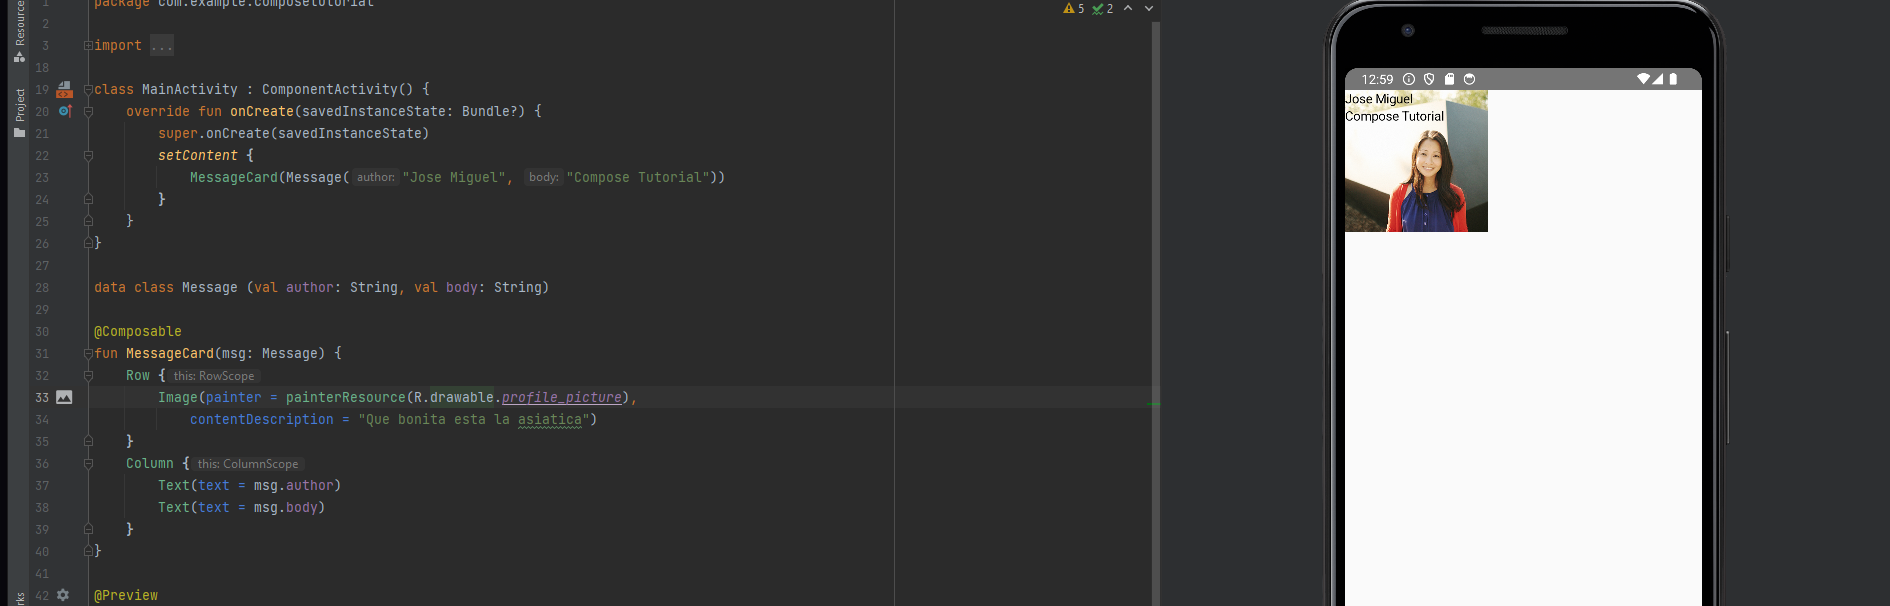 Resource
Project
1 package com.example.composetutorial
2
3 import ...
18
19 class MainActivity : ComponentActivity() {
20 override fun onCreate(savedInstanceState: Bundle?) {
21 super.onCreate(savedInstanceState)
22 setContent {
23 MessageCard(Message( author: "Jose Miguel", body: "Compose Tutorial"))
24 }
25 }
26 }
27
28 data class Message (val author: String, val body: String)
29
30 @Composable
31 fun MessageCard(msg: Message) {
32 Row { this: RowScope
33 Image(painter = painterResource(R.drawable.profile_picture),
34 contentDescription = "Que bonita esta la asiatica")
35 }
36 Column { this: ColumnScope
37 Text(text = msg.author)
38 Text(text = msg.body)
39 }
40 }
41
42 @Preview
5 2
12:59
Jose Miguel
Compose Tutorial